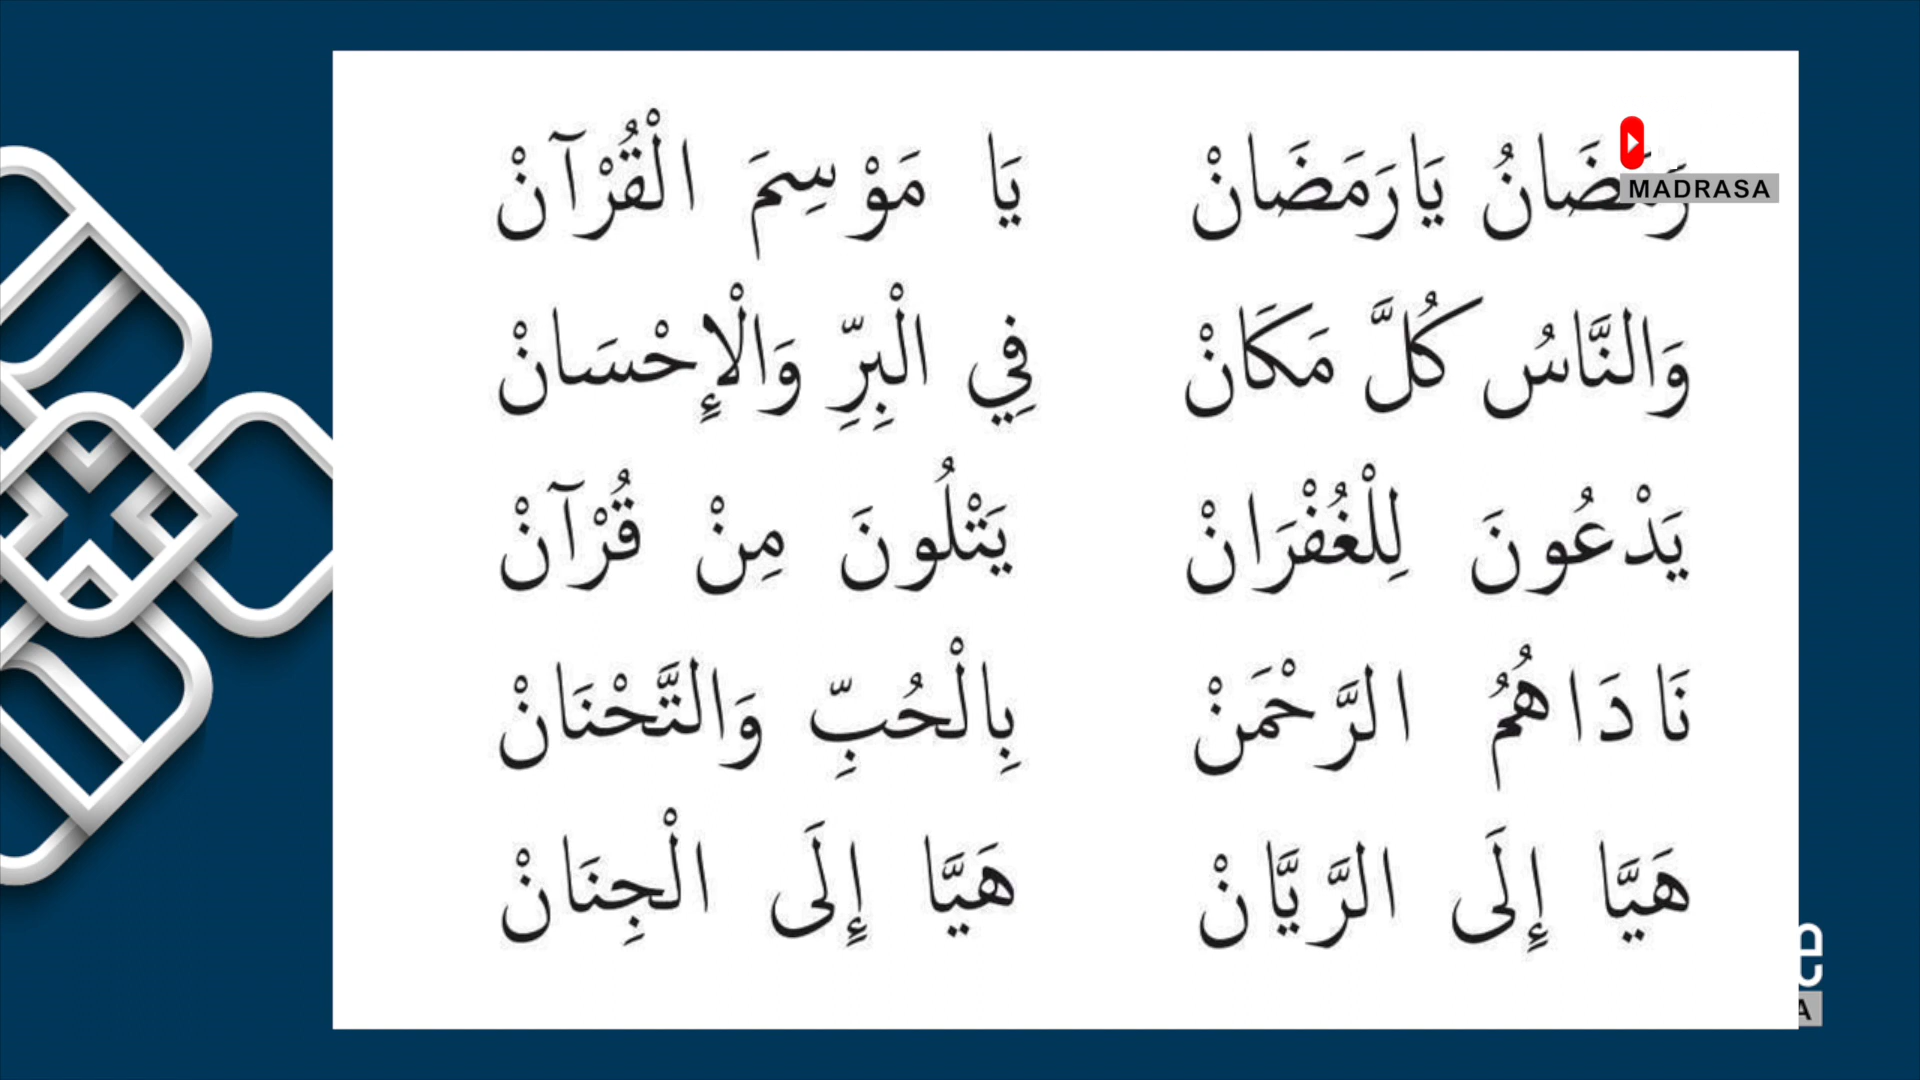 رَمَضَانُ يَارَمَضَانْ يَا مَوْسِمَ الْقُرْآنْ
وَالنَّاسُ كُلَّ مَكَانْ فِي الْبِرِّ وَالْإِحْسَانْ
يَدْعُونَ لِلْغُفْرَانْ يَتْلُونَ مِنْ قُرْآنْ
نَادَاهُمُ الرَّحْمَنْ بِالْحُبِّ وَالتَّحْنَانْ
هَيَّا إِلَى الرَّيَّانْ هَيَّا إِلَى الْجِنَانْ
MADRASA